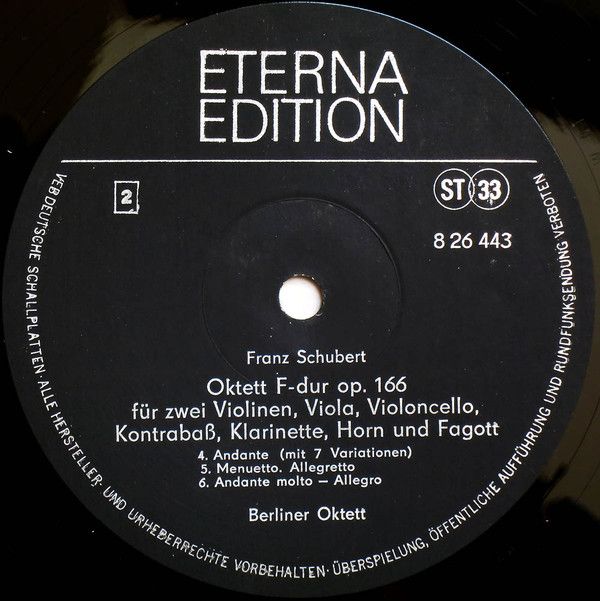 ETERNA
EDITION
2
ST 33
8 26 443
Franz Schubert
Oktett F-dur op. 166
für zwei Violinen, Viola, Violoncello,
Kontrabaß, Klarinette, Horn und Fagott
4. Andante (mit 7 Variationen)
5. Menuetto. Allegretto
6. Andante molto – Allegro
Berliner Oktett
VEB DEUTSCHE SCHALLPLATTEN · ALLE HERSTELLER- UND URHEBERRECHTE VORBEHALTEN · ÜBERSPIELUNG, ÖFFENTLICHE AUFFÜHRUNG UND RUNDFUNKSENDUNG VERBOTEN